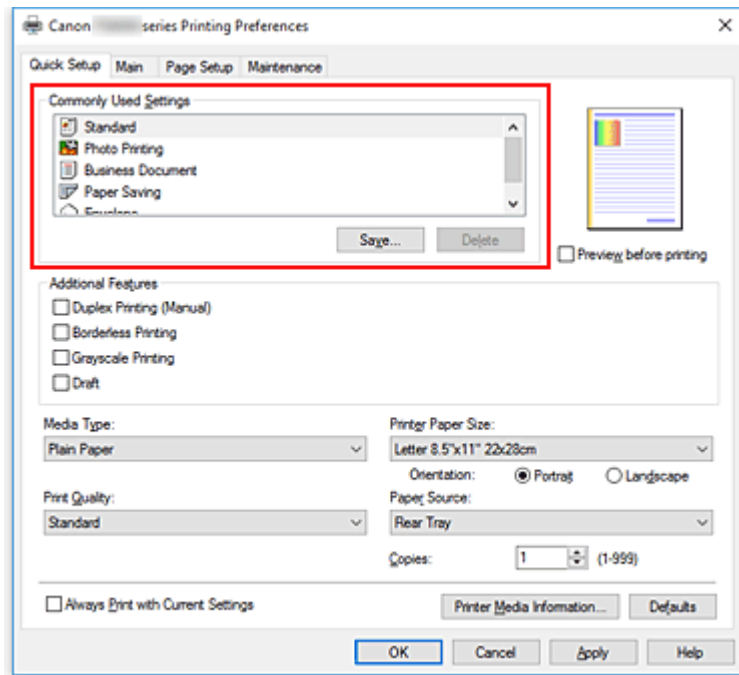 Canon series Printing Preferences
Quick Setup Main Page Setup Maintenance
Commonly Used Settings
Standard
Photo Printing
Business Document
Paper Saving
Envelope
Save... Delete
Preview before printing
Additional Features
Duplex Printing (Manual)
Borderless Printing
Grayscale Printing
Draft
Media Type:
Printer Paper Size:
Plain Paper
Letter 8.5"x11" 22x28cm
Orientation: Portrait Landscape
Print Quality:
Paper Source:
Standard
Rear Tray
Copies: 1 (1-999)
Always Print with Current Settings
Printer Media Information... Defaults
OK Cancel Apply Help